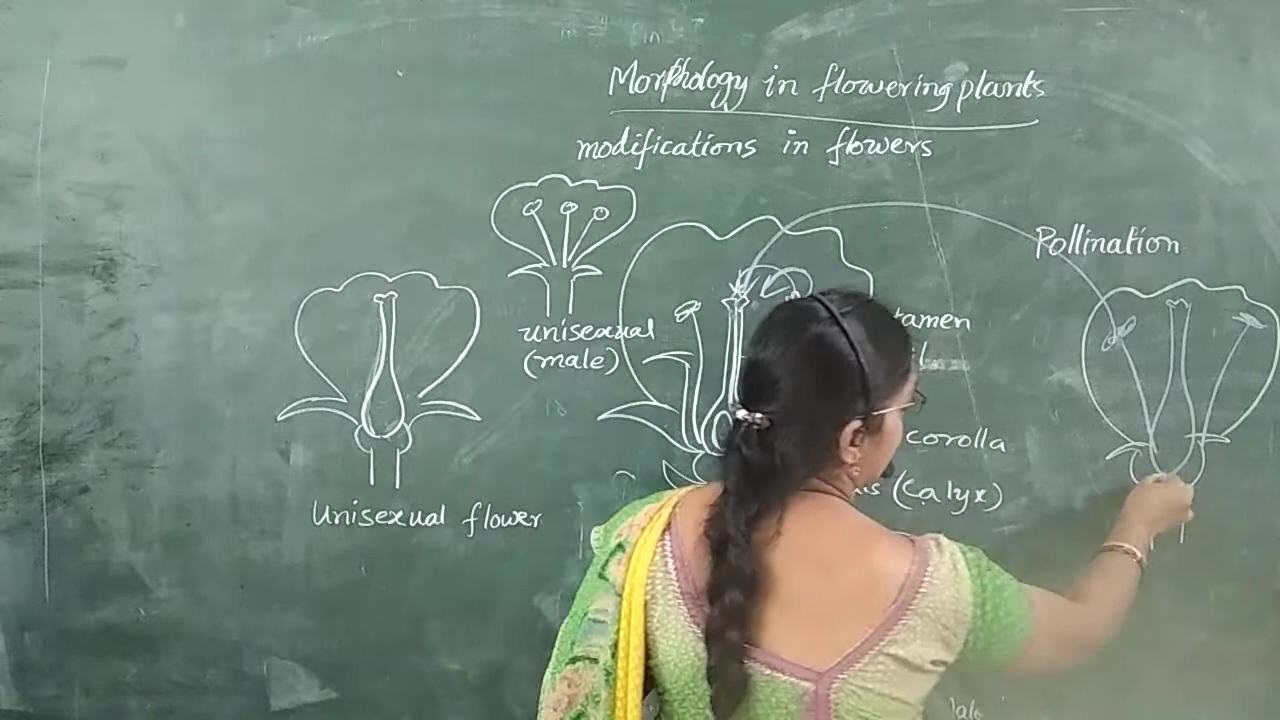 Morphology in flowering plants
modifications in flowers
Pollination
unisexual
(male)
corolla
(Calyx)
Unisexual flower